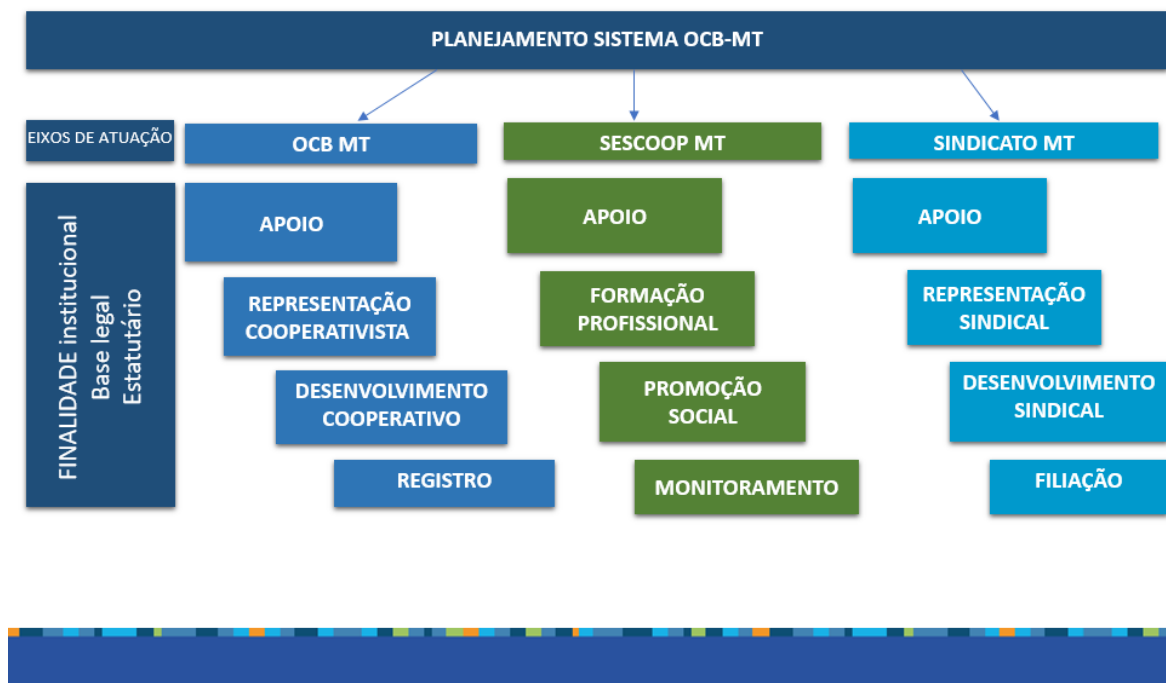 PLANEJAMENTO SISTEMA OCB-MT
EIXOS DE ATUAÇÃO
OCB MT
SESCOOP MT
SINDICATO MT
FINALIDADE institucional
Base legal
Estatutário
APOIO
REPRESENTAÇÃO
COOPERATIVISTA
DESENVOLVIMENTO
COOPERATIVO
REGISTRO
APOIO
FORMAÇÃO
PROFISSIONAL
PROMOÇÃO
SOCIAL
MONITORAMENTO
APOIO
REPRESENTAÇÃO
SINDICAL
DESENVOLVIMENTO
SINDICAL
FILIAÇÃO